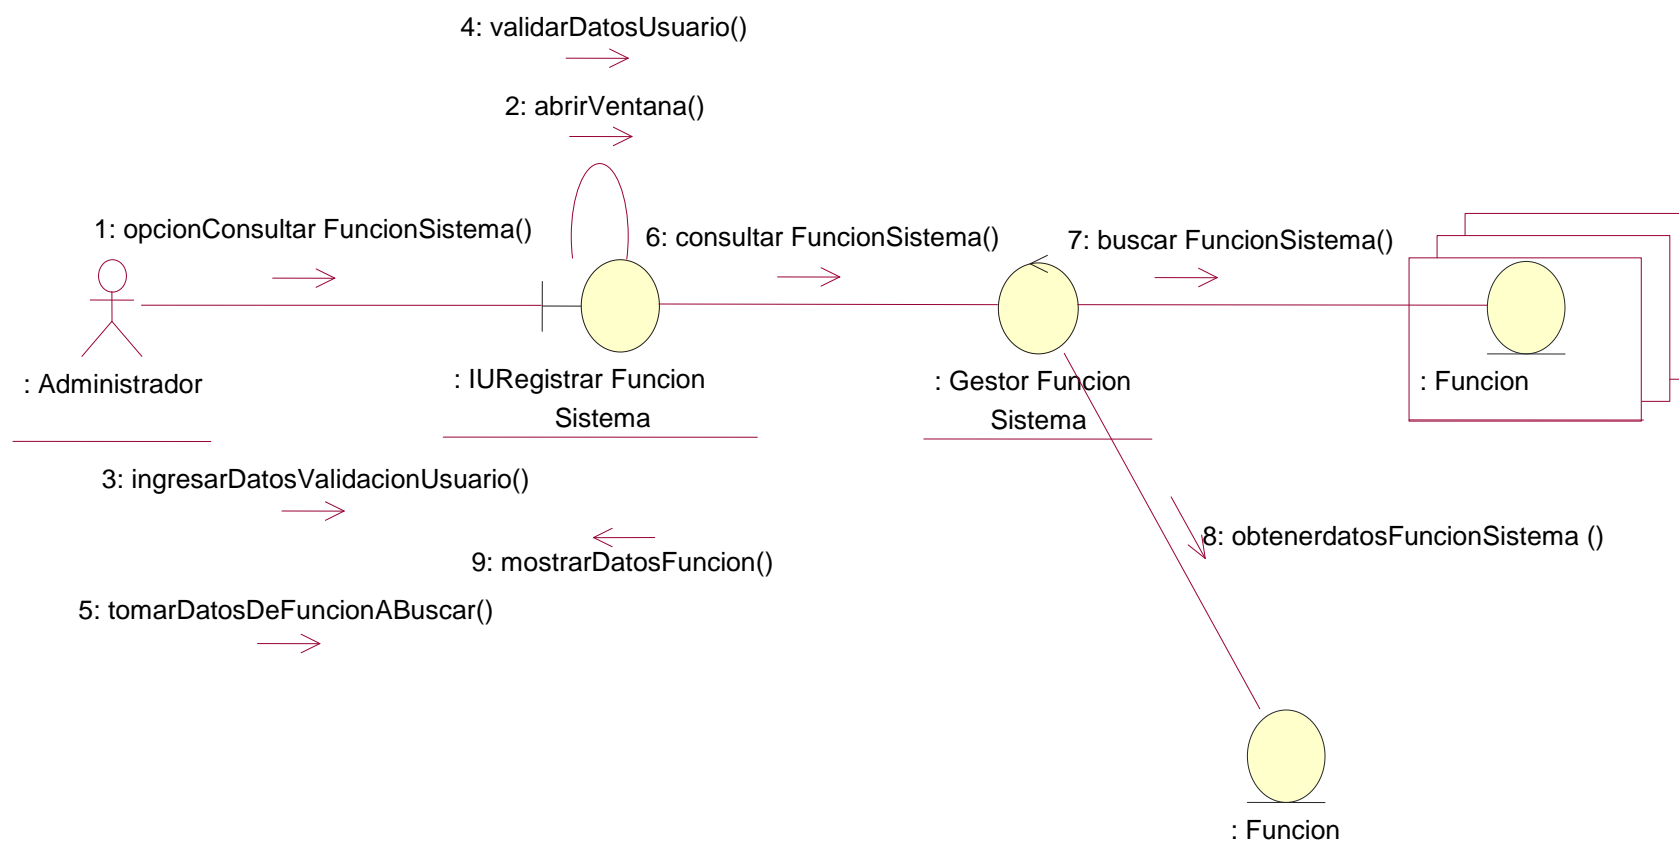 4: validarDatosUsuario()
2: abrirVentana()
1: opcionConsultar FuncionSistema()
6: consultar FuncionSistema()
7: buscar FuncionSistema()
: Administrador
: IURegistrar Funcion
Sistema
: Gestor Funcion
Sistema
: Funcion
3: ingresarDatosValidacionUsuario()
8: obtenerdatosFuncionSistema ()
9: mostrarDatosFuncion()
5: tomarDatosDeFuncionABuscar()
: Funcion